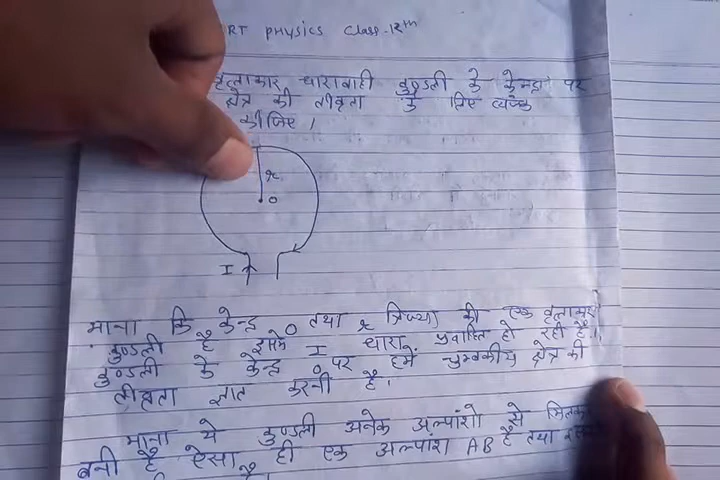 RT PHYSICS Class-12th
वृत्ताकार धारावाही कुण्डली के केन्द्र पर
क्षेत्र की तीव्रता के लिए व्यंजक
कीजिए।
r
O
I
माना कि केन्द्र O तथा r त्रिज्या की एक वृत्ताकार
कुण्डली है इसमे I धारा प्रवाहित हो रही है।
कुण्डली के केन्द्र O पर हमें चुम्बकीय क्षेत्र की
तीव्रता ज्ञात करनी है।
माना ये कुण्डली अनेक अल्पांशो से मिलकर
बनी है ऐसा ही एक अल्पांश AB है तथा